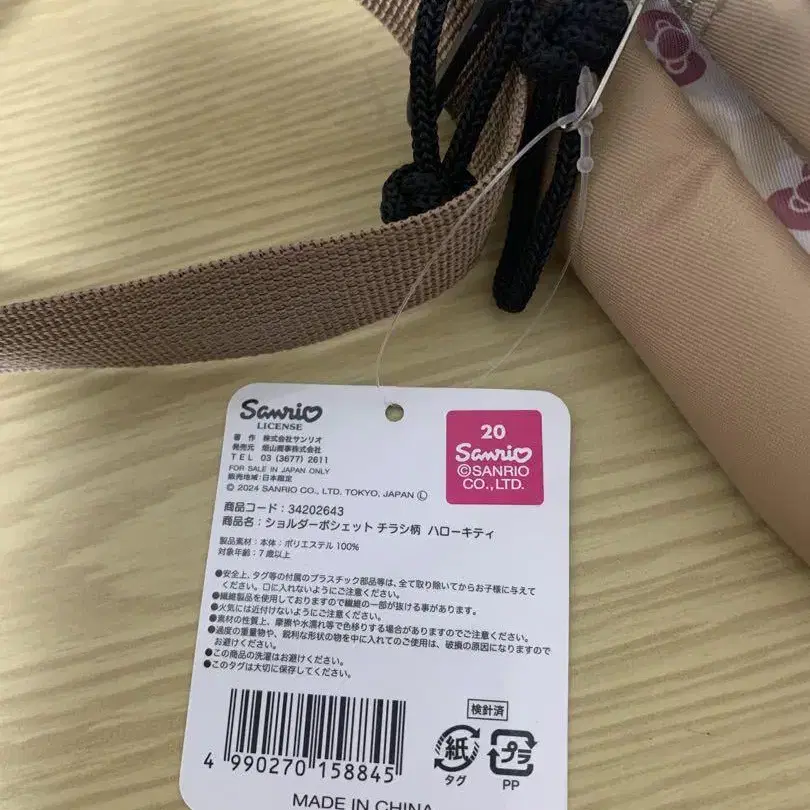 Sanrio
LICENSE
著 作 株式会社サンリオ
発売元 畑山商事株式会社
TEL 03 (3677) 2611
FOR SALE IN JAPAN ONLY
販売地域:日本限定
© 2024 SANRIO CO., LTD. TOKYO, JAPAN Ⓛ
20
Sanrio
©SANRIO
CO., LTD.
商品コード:34202643
商品名:ショルダーポシェット チラシ柄 ハローキティ
製品素材:本体:ポリエステル 100%
対象年齢:7歳以上
●安全上、タグ等の付属のプラスチック部品等は、全て取り除いてからお子様に与えて
ください。口に入れないようにご注意ください。
●繊維製品を使用しておりますので繊維の一部が抜ける事があります。
●火気には近付けないようにご注意ください。
●素材の性質上、摩擦や水濡れ等で色移りする場合がありますのでご注意ください。
●過度の重量物や、鋭利な形状の物を中に入れてのご使用は、破損の原因になりますので
お避けください。
●この商品の洗濯はお避けください。
●このタグは大切に保存してください。
検針済
紙
タグ
プラ
PP
4 990270 158845
MADE IN CHINA